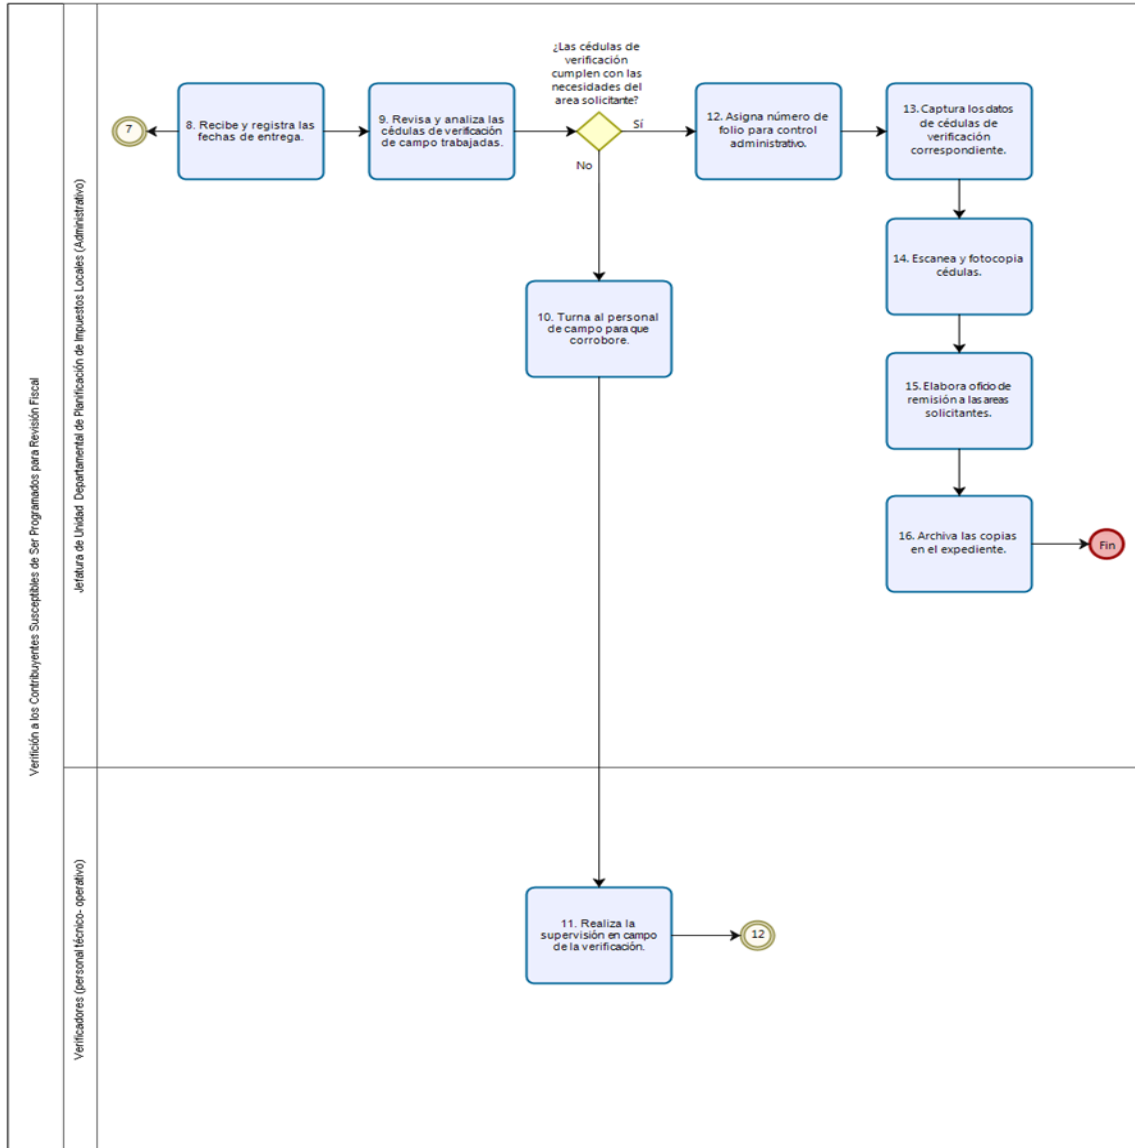 Verifición a los Contribuyentes Susceptibles de Ser Programados para Revisión Fiscal
Jefatura de Unidad Departamental de Planificación de Impuestos Locales (Administrativo)
7
8. Recibe y registra las
fechas de entrega.
9. Revisa y analiza las
cédulas de verificación
de campo trabajadas.
¿Las cédulas de
verificación
cumplen con las
necesidades del
area solicitante?
Sí
No
12. Asigna número de
folio para control
administrativo.
13. Captura los datos
de cédulas de
verificación
correspondiente.
14. Escanea y fotocopia
cédulas.
10. Turna al personal
de campo para que
corrobore.
15. Elabora oficio de
remisión a las areas
solicitantes.
16. Archiva las copias
en el expediente.
Fin
Verificadores (personal técnico- operativo)
11. Realiza la
supervisión en campo
de la verificación.
12